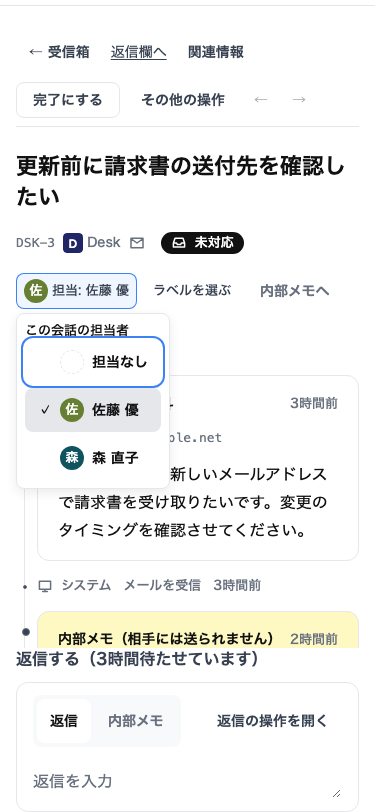 ← 受信箱 返信欄へ 関連情報
完了にする その他の操作 ← →
更新前に請求書の送付先を確認し
たい
DSK-3 D Desk 未対応
佐 担当: 佐藤 優 ラベルを選ぶ 内部メモへ
この会話の担当者
担当なし
✓ 佐 佐藤 優
森 森 直子
3時間前
ple.net
新しいメールアドレス
で請求書を受け取りたいです。変更の
タイミングを確認させてください。
システム メールを受信 3時間前
内部メモ（相手には送られません） 2時間前
返信する（3時間待たせています）
返信 内部メモ 返信の操作を開く
返信を入力